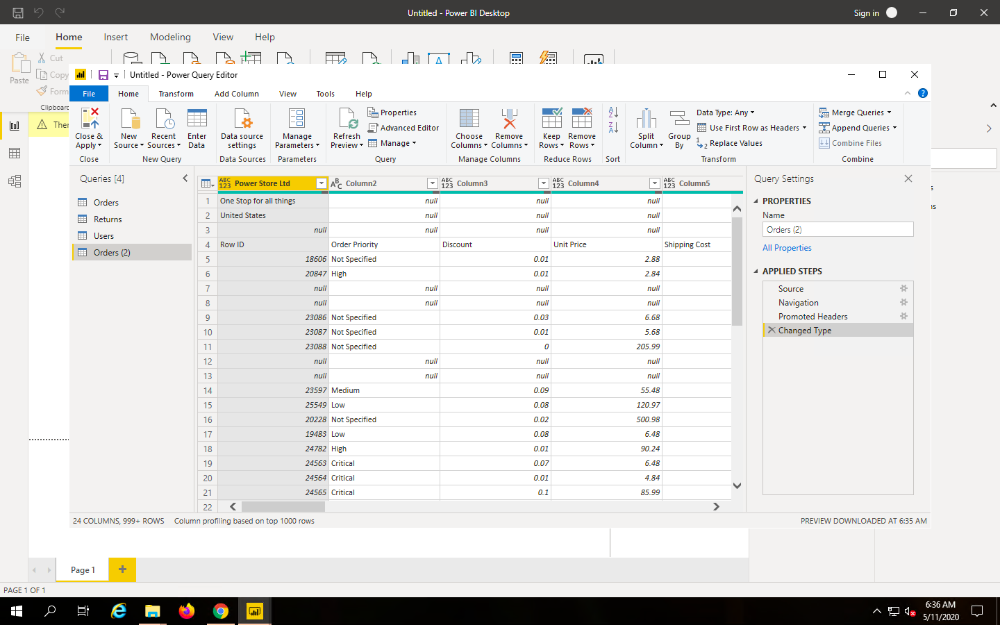 Untitled - Power BI Desktop
Sign in
File Home Insert Modeling View Help
Paste
Cut
Copy
Form
Clipboard
Ther
Untitled - Power Query Editor
File Home Transform Add Column View Tools Help
Close & Apply
New Source
Recent Sources
Enter Data
Data source settings
Manage Parameters
Refresh Preview
Properties
Advanced Editor
Manage
Choose Columns
Remove Columns
Keep Rows
Remove Rows
Split Column
Group By
Data Type: Any
Use First Row as Headers
Replace Values
Merge Queries
Append Queries
Combine Files
Close New Query Data Sources Parameters Query Manage Columns Reduce Rows Sort Transform Combine
Queries [4]
Orders
Returns
Users
Orders (2)
ABC 123 Power Store Ltd ABC Column2 ABC 123 Column3 ABC 123 Column4 ABC 123 Column5
1 One Stop for all things null null null
2 United States null null null
3 null null null null
4 Row ID Order Priority Discount Unit Price Shipping Cost
5 18606 Not Specified 0.01 2.88
6 20847 High 0.01 2.84
7 null null null null
8 null null null null
9 23086 Not Specified 0.03 6.68
10 23087 Not Specified 0.01 5.68
11 23088 Not Specified 0 205.99
12 null null null null
13 null null null null
14 23597 Medium 0.09 55.48
15 25549 Low 0.08 120.97
16 20228 Not Specified 0.02 500.98
17 19483 Low 0.08 6.48
18 24782 High 0.01 90.24
19 24563 Critical 0.07 6.48
20 24564 Critical 0.01 4.84
21 24565 Critical 0.1 85.99
22
Query Settings
PROPERTIES
Name
Orders (2)
All Properties
APPLIED STEPS
Source
Navigation
Promoted Headers
Changed Type
24 COLUMNS, 999+ ROWS Column profiling based on top 1000 rows
PREVIEW DOWNLOADED AT 6:35 AM
Page 1
PAGE 1 OF 1
6:36 AM
5/11/2020